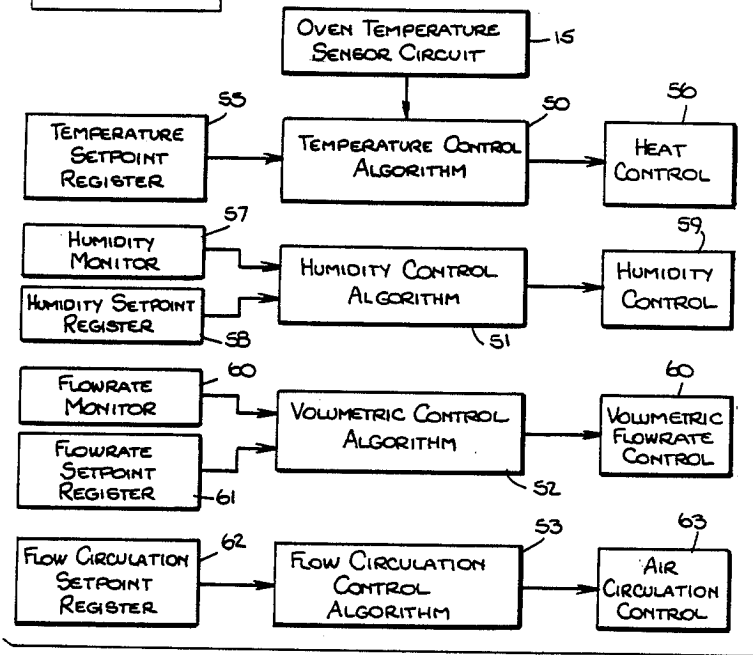 OVEN TEMPERATURE
SENSOR CIRCUIT
15
55
TEMPERATURE
SETPOINT
REGISTER
50
TEMPERATURE CONTROL
ALGORITHM
56
HEAT
CONTROL
57
HUMIDITY
MONITOR
HUMIDITY SETPOINT
REGISTER
58
HUMIDITY CONTROL
ALGORITHM
51
59
HUMIDITY
CONTROL
60
FLOWRATE
MONITOR
FLOWRATE
SETPOINT
REGISTER
61
VOLUMETRIC CONTROL
ALGORITHM
52
60
VOLUMETRIC
FLOWRATE
CONTROL
62
FLOW CIRCULATION
SETPOINT
REGISTER
53
FLOW CIRCULATION
CONTROL
ALGORITHM
63
AIR
CIRCULATION
CONTROL